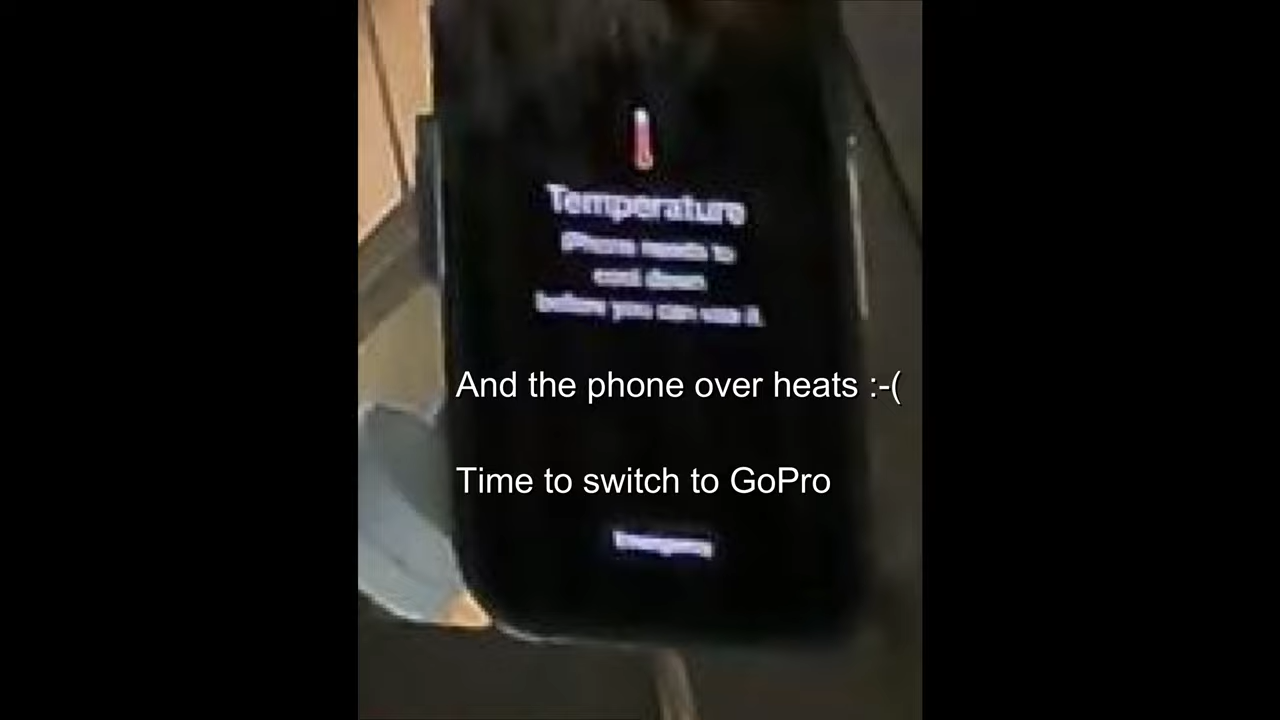 Temperature
iPhone needs to
cool down
before you can use it.
And the phone over heats :-(
Time to switch to GoPro
Emergency